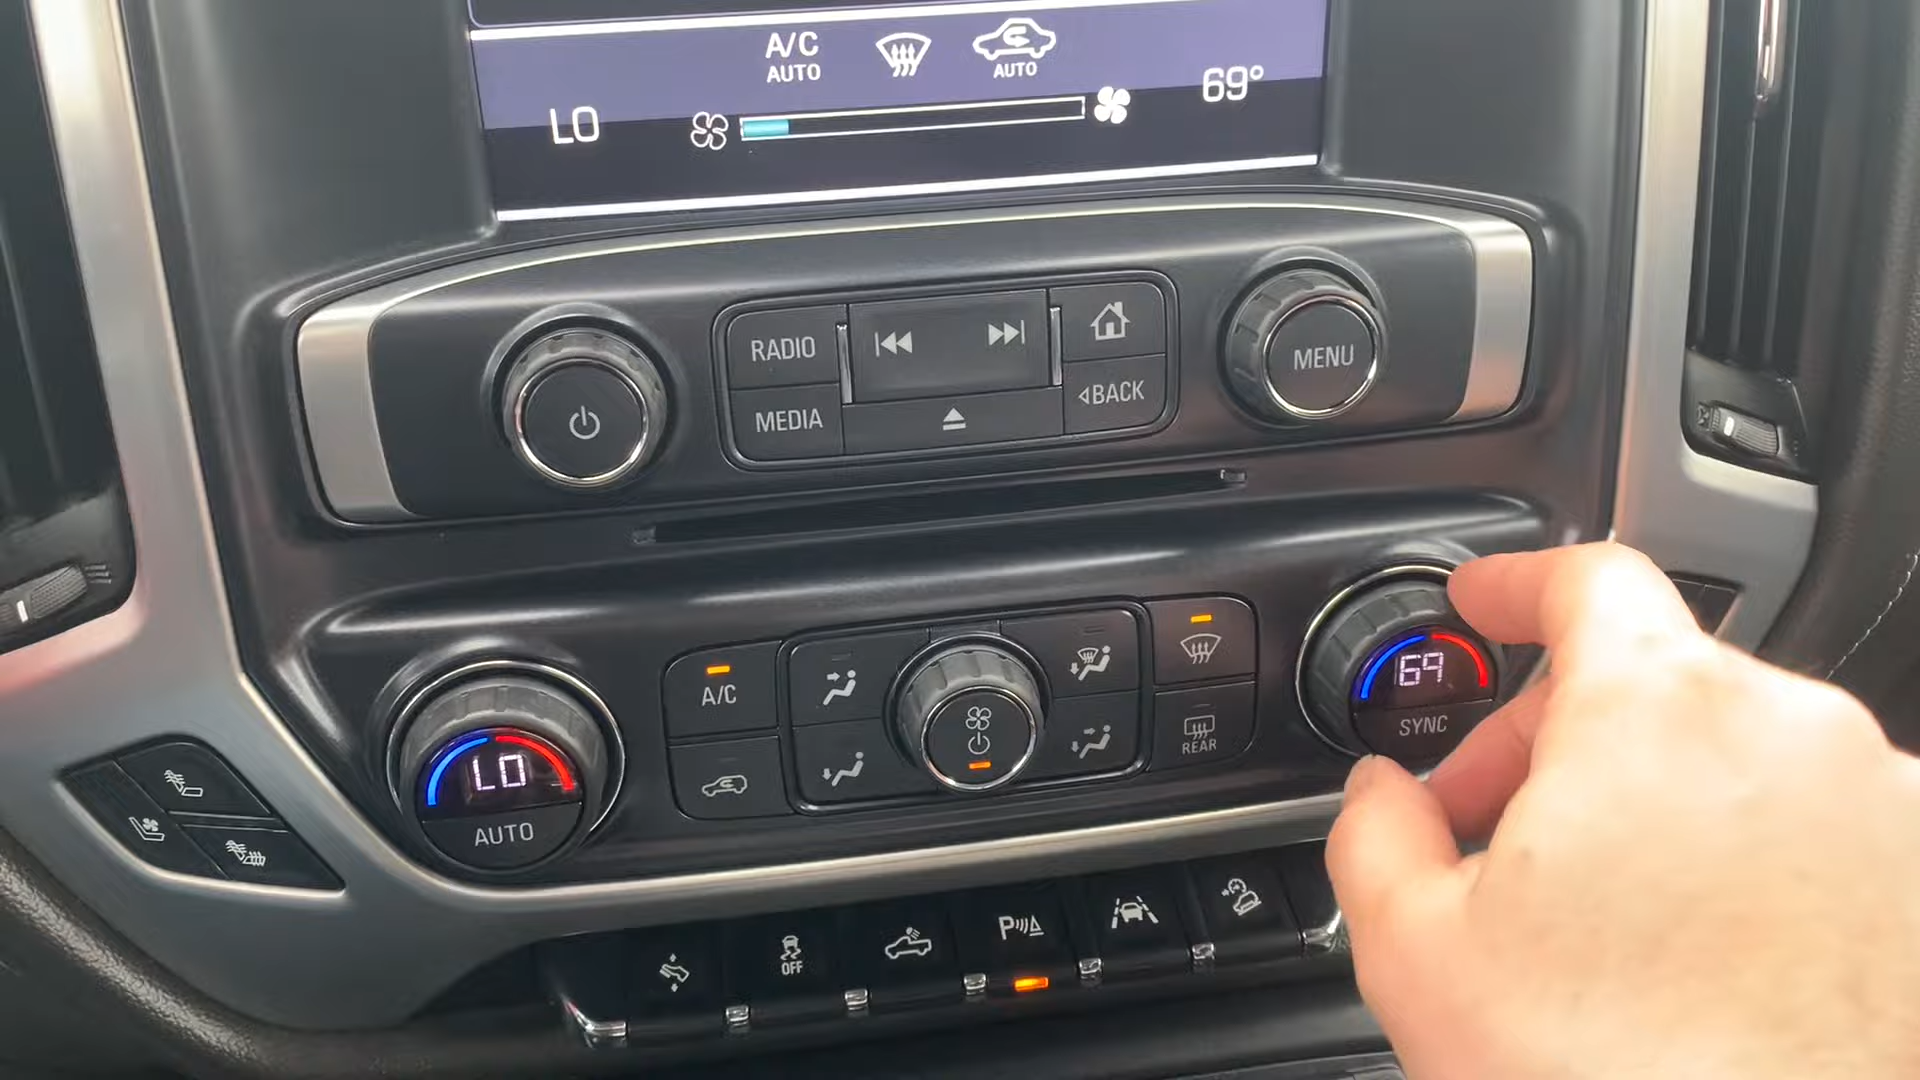 A/C
AUTO
AUTO
LO
69°
RADIO
MEDIA
BACK
MENU
A/C
69
SYNC
REAR
LO
AUTO
OFF
P